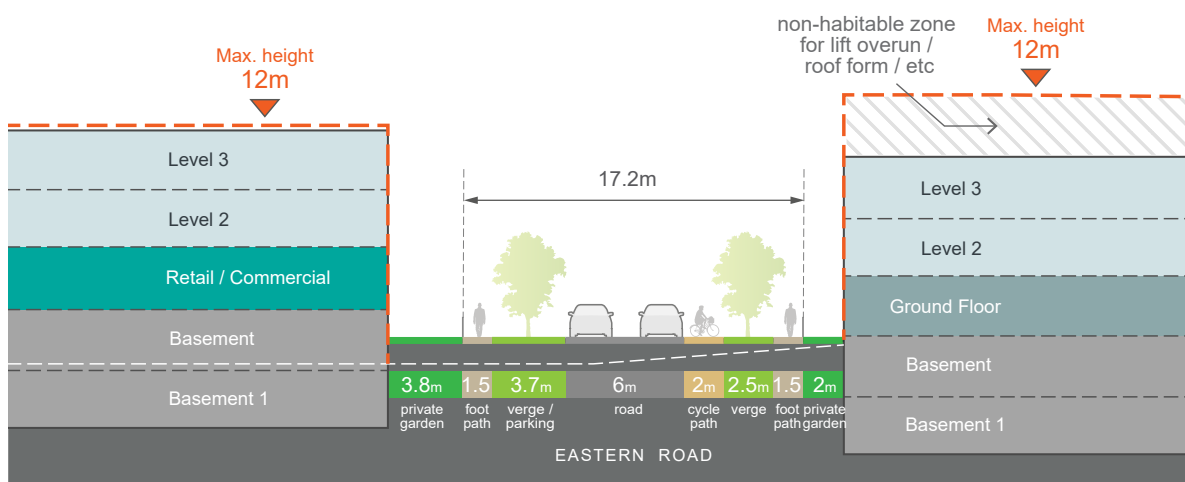 Max. height
12m
non-habitable zone
for lift overun /
roof form / etc
Max. height
12m
Level 3
Level 2
Retail / Commercial
Basement
Basement 1
17.2m
Level 3
Level 2
Ground Floor
Basement
Basement 1
3.8m
1.5
3.7m
6m
2m
2.5m
1.5
2m
private
garden
foot
path
verge /
parking
road
cycle
path
verge
foot
path
private
garden
EASTERN ROAD